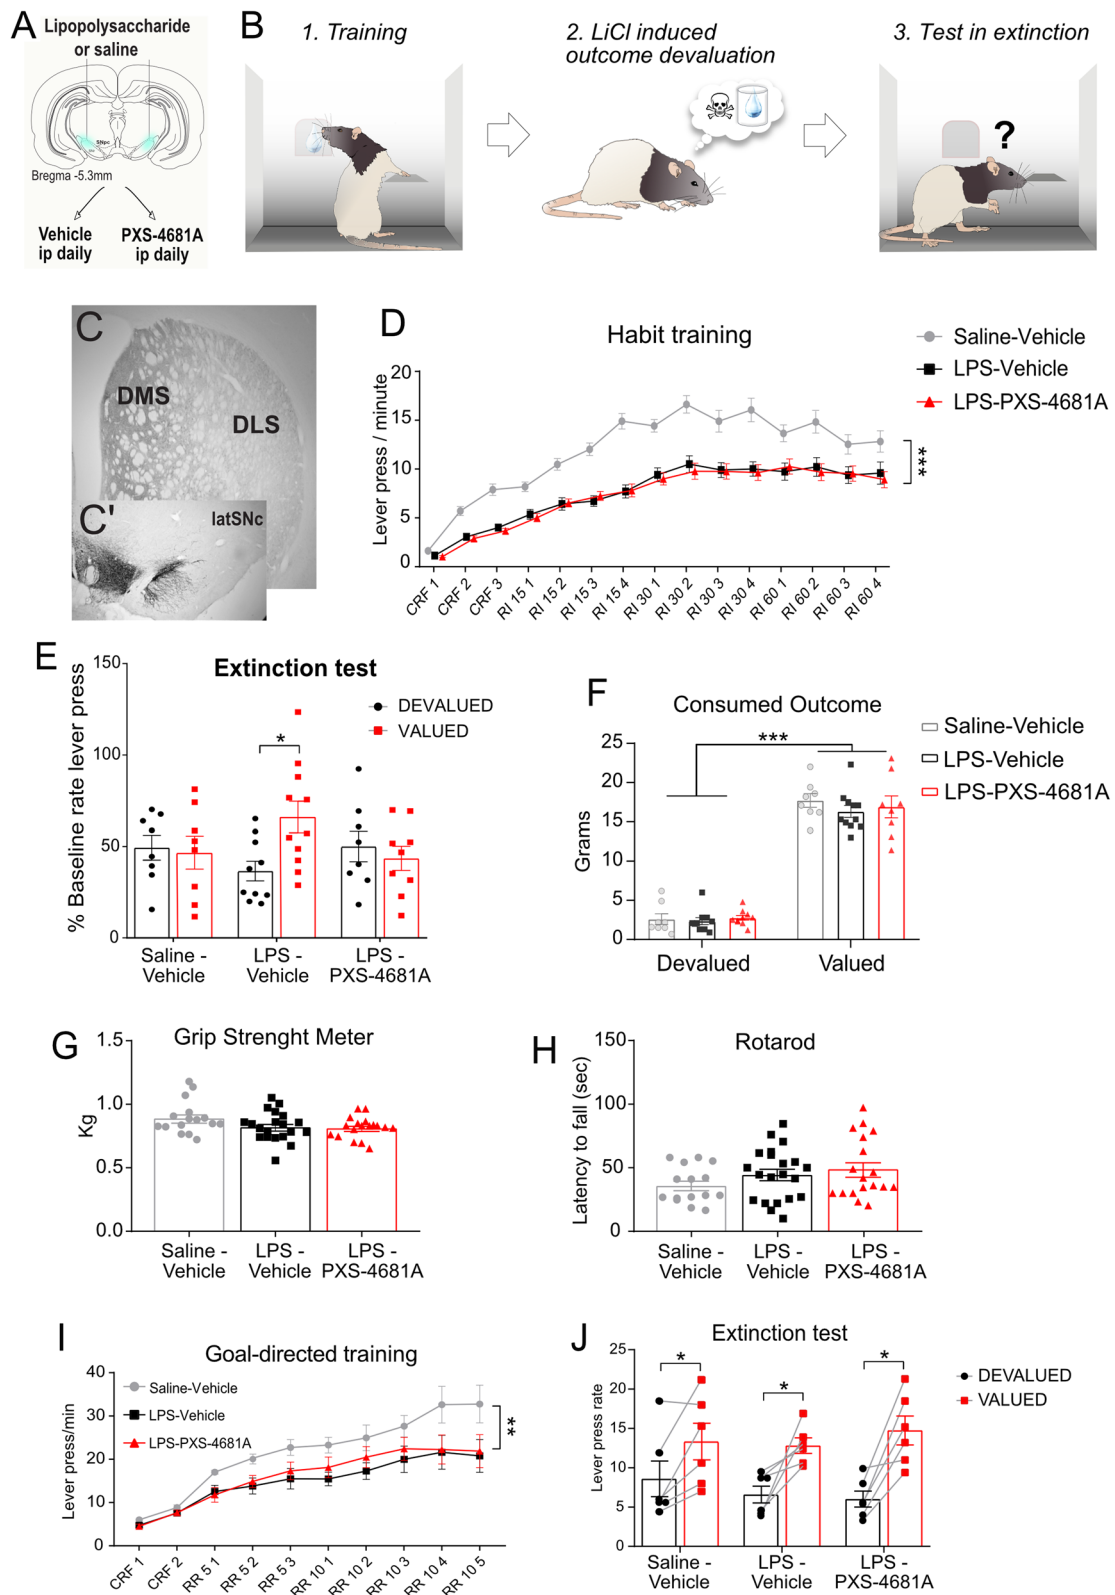 A
Lipopolysaccharide
or saline
SNpc
Bregma -5.3mm
Vehicle
ip daily
PXS-4681A
ip daily
B
1. Training
2. LiCl induced
outcome devaluation
3. Test in extinction
?
C
DMS
DLS
C'
latSNc
D
Habit training
Saline-Vehicle
LPS-Vehicle
LPS-PXS-4681A
Lever press / minute
20
15
10
5
0
***
CRF 1
CRF 2
CRF 3
RI 15 1
RI 15 2
RI 15 3
RI 15 4
RI 30 1
RI 30 2
RI 30 3
RI 30 4
RI 60 1
RI 60 2
RI 60 3
RI 60 4
E
Extinction test
DEVALUED
VALUED
% Baseline rate lever press
150
100
50
0
*
Saline -
Vehicle
LPS -
Vehicle
LPS -
PXS-4681A
F
Consumed Outcome
Saline-Vehicle
LPS-Vehicle
LPS-PXS-4681A
Grams
25
20
15
10
5
0
***
Devalued
Valued
G
Grip Strenght Meter
Kg
1.5
1.0
0.5
0.0
Saline -
Vehicle
LPS -
Vehicle
LPS -
PXS-4681A
H
Rotarod
Latency to fall (sec)
150
100
50
0
Saline -
Vehicle
LPS -
Vehicle
LPS -
PXS-4681A
I
Goal-directed training
Saline-Vehicle
LPS-Vehicle
LPS-PXS-4681A
Lever press/min
40
30
20
10
0
**
CRF 1
CRF 2
RR 5 1
RR 5 2
RR 5 3
RR 10 1
RR 10 2
RR 10 3
RR 10 4
RR 10 5
J
Extinction test
DEVALUED
VALUED
Lever press rate
25
20
15
10
5
0
*
*
*
Saline -
Vehicle
LPS -
Vehicle
LPS -
PXS-4681A